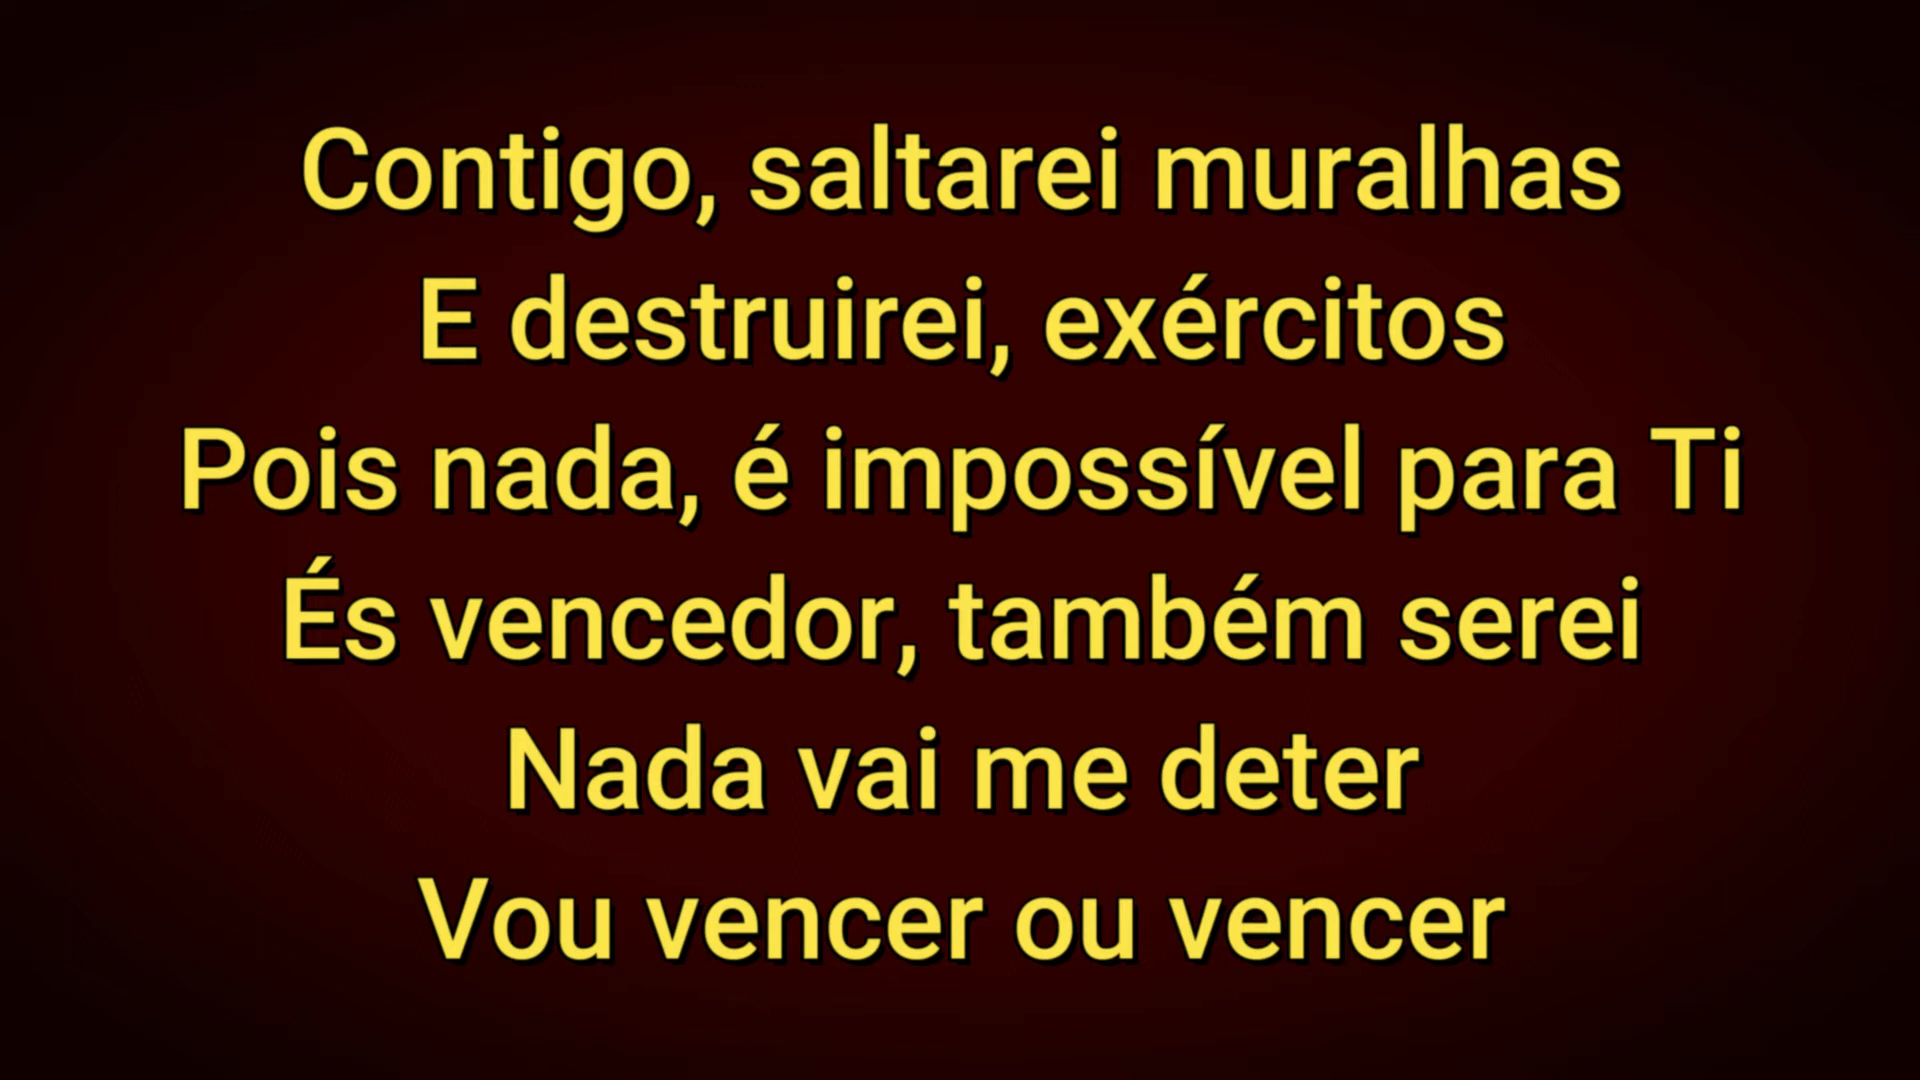 Contigo, saltarei muralhas
E destruirei, exércitos
Pois nada, é impossível para Ti
És vencedor, também serei
Nada vai me deter
Vou vencer ou vencer